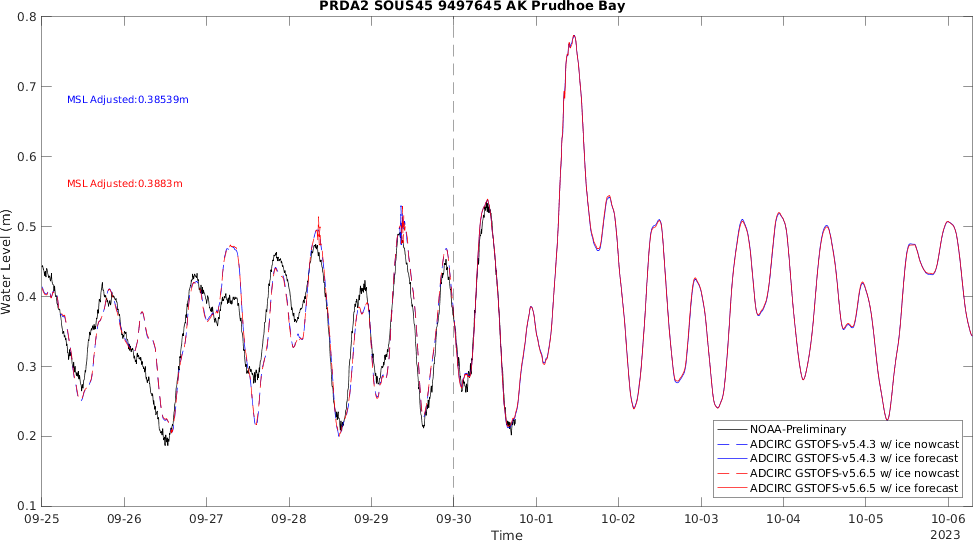 PRDA2 SOUS45 9497645 AK Prudhoe Bay
0.8
0.7
0.6
0.5
0.4
0.3
0.2
0.1
Water Level (m)
MSL Adjusted:0.38539m
MSL Adjusted:0.3883m
NOAA-Preliminary
ADCIRC GSTOFS-v5.4.3 w/ ice nowcast
ADCIRC GSTOFS-v5.4.3 w/ ice forecast
ADCIRC GSTOFS-v5.6.5 w/ ice nowcast
ADCIRC GSTOFS-v5.6.5 w/ ice forecast
09-25 09-26 09-27 09-28 09-29 09-30 10-01 10-02 10-03 10-04 10-05 10-06
Time
2023